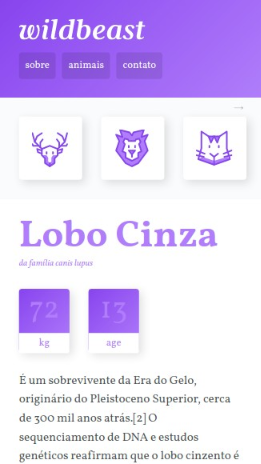 wildbeast
sobre animais contato
→
Lobo Cinza
da família canis lupus
72 13
kg age
É um sobrevivente da Era do Gelo,
originário do Pleistoceno Superior, cerca
de 300 mil anos atrás.[2] O
sequenciamento de DNA e estudos
genéticos reafirmam que o lobo cinzento é